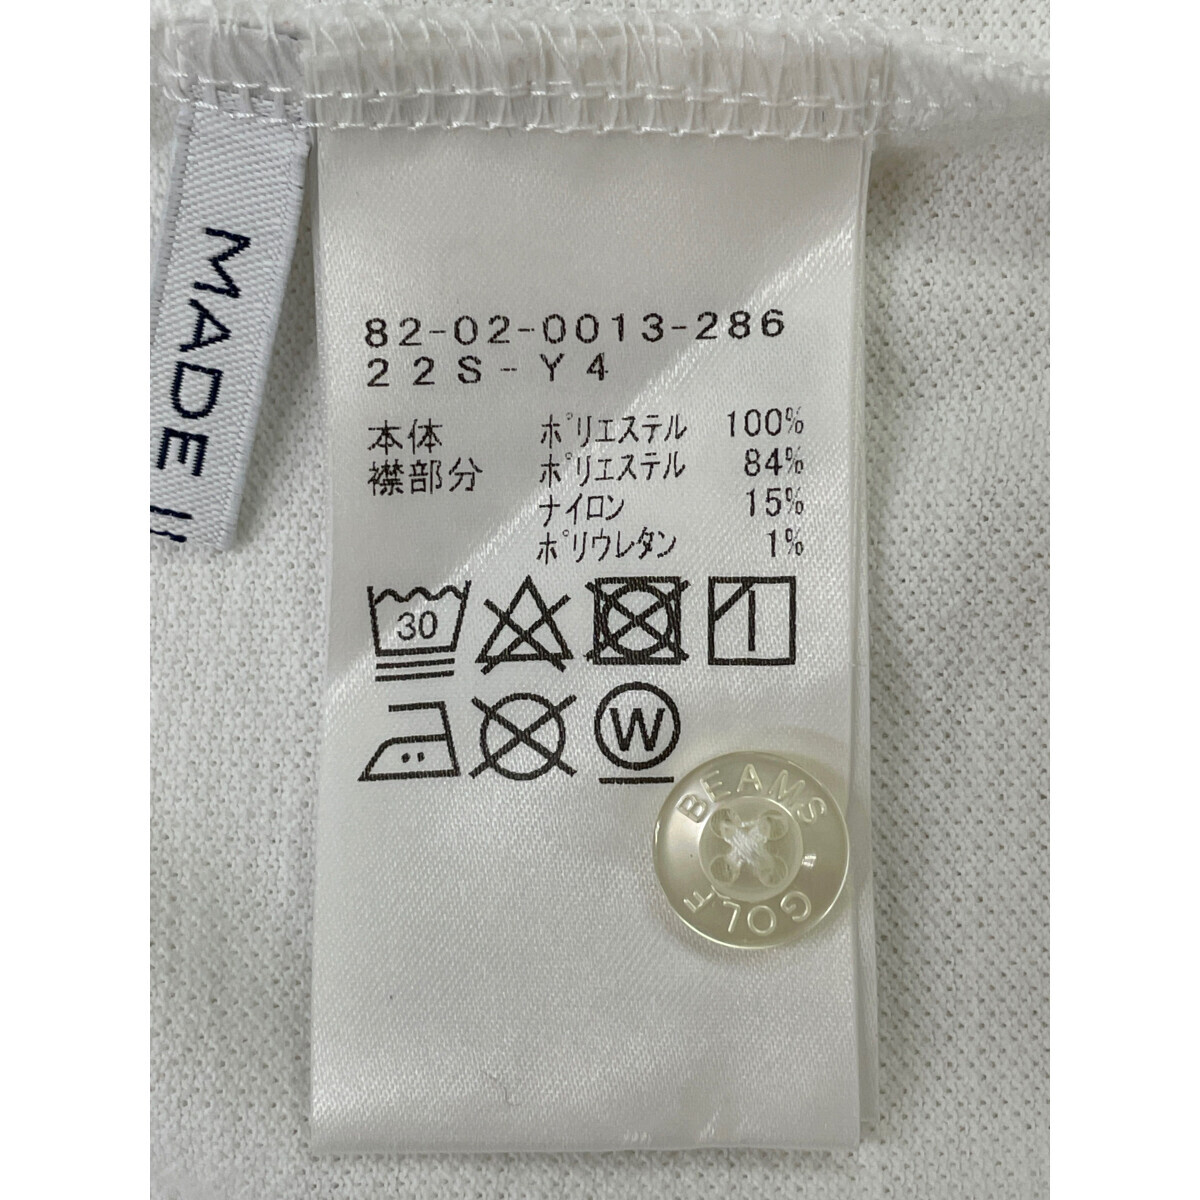 82-02-0013-286
22S-Y4
本体 ポリエステル 100%
襟部分 ポリエステル 84%
ナイロン 15%
ポリウレタン 1%
30
W
BEAMS
GOLF
MADE